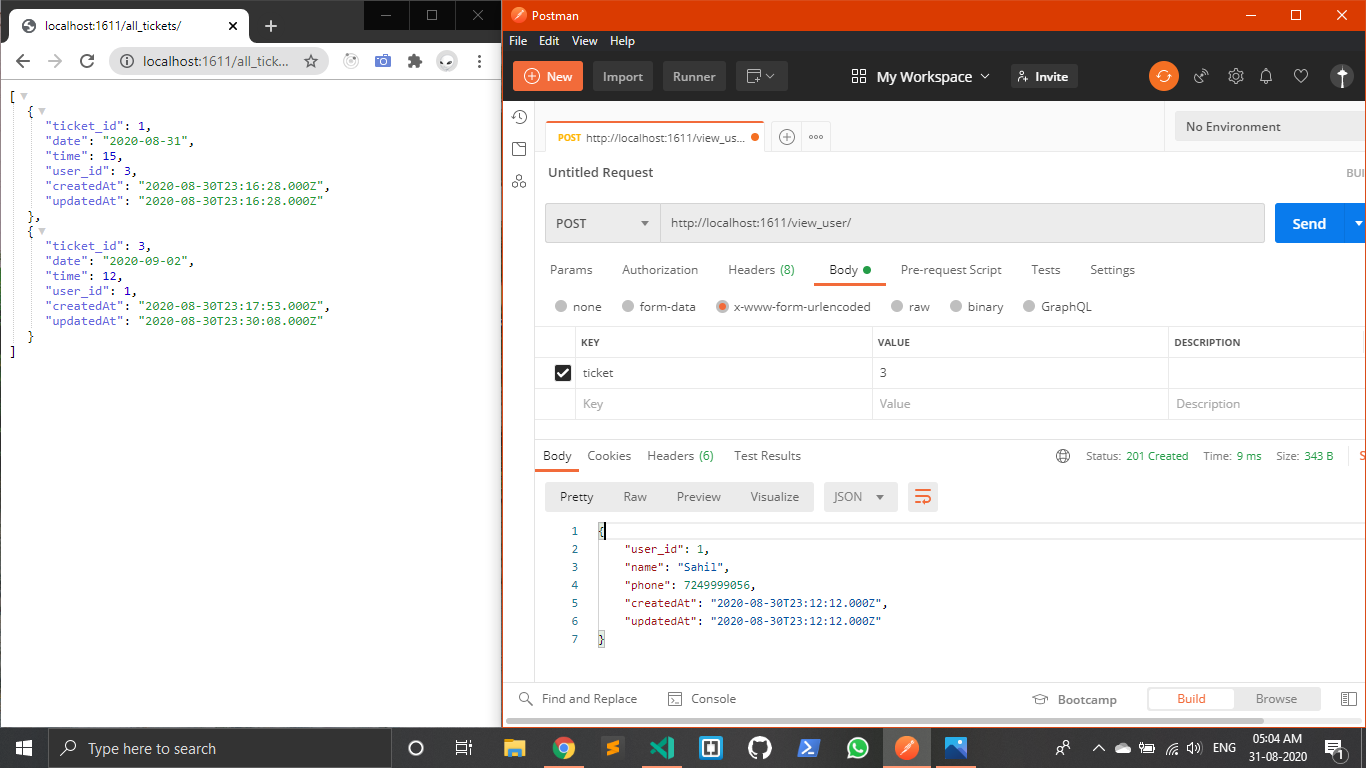 localhost:1611/all_tickets/
localhost:1611/all_tick...
[
{
"ticket_id": 1,
"date": "2020-08-31",
"time": 15,
"user_id": 3,
"createdAt": "2020-08-30T23:16:28.000Z",
"updatedAt": "2020-08-30T23:16:28.000Z"
},
{
"ticket_id": 3,
"date": "2020-09-02",
"time": 12,
"user_id": 1,
"createdAt": "2020-08-30T23:17:53.000Z",
"updatedAt": "2020-08-30T23:30:08.000Z"
}
]
Postman
File Edit View Help
New Import Runner My Workspace Invite
POST http://localhost:1611/view_us... No Environment
Untitled Request BUI
POST http://localhost:1611/view_user/ Send
Params Authorization Headers (8) Body Pre-request Script Tests Settings
none form-data x-www-form-urlencoded raw binary GraphQL
KEY VALUE DESCRIPTION
ticket 3
Key Value Description
Body Cookies Headers (6) Test Results Status: 201 Created Time: 9 ms Size: 343 B S
Pretty Raw Preview Visualize JSON
1 {
2 "user_id": 1,
3 "name": "Sahil",
4 "phone": 7249999056,
5 "createdAt": "2020-08-30T23:12:12.000Z",
6 "updatedAt": "2020-08-30T23:12:12.000Z"
7 }
Find and Replace Console Bootcamp Build Browse
Type here to search ENG 05:04 AM
31-08-2020 1